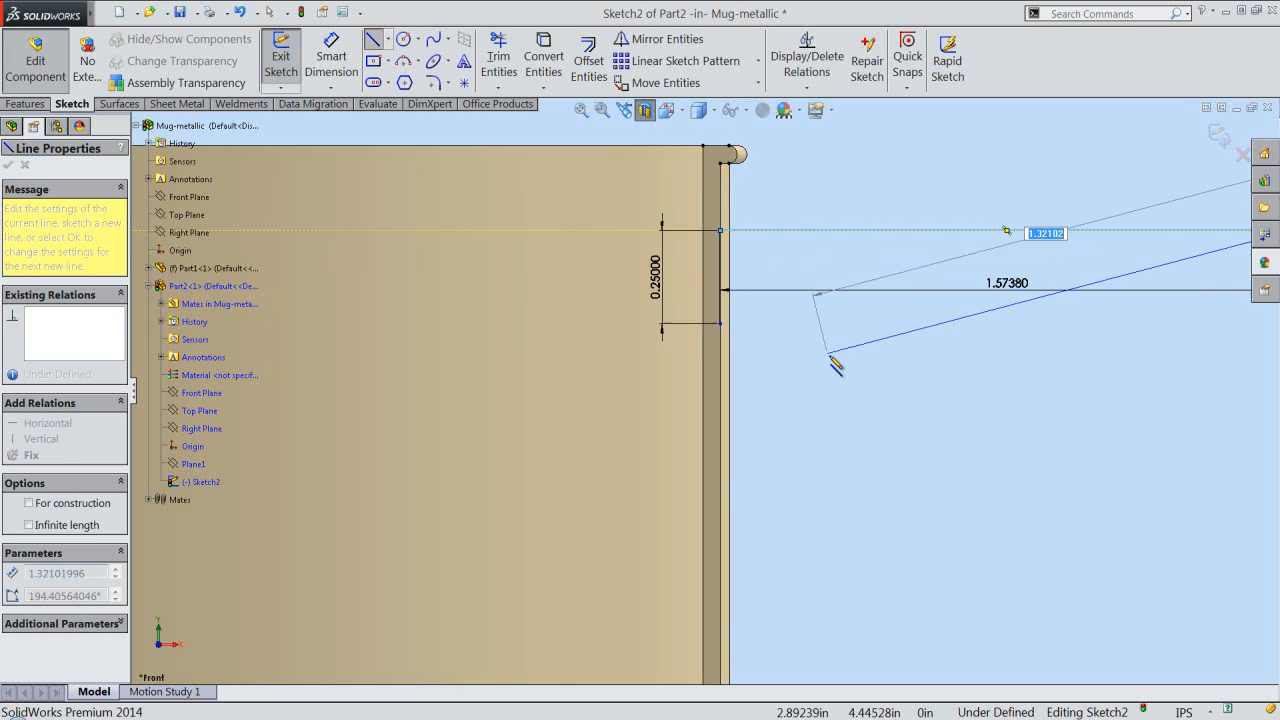 SOLIDWORKS
Sketch2 of Part2 -in- Mug-metallic *
Search Commands
Edit Component
No Exte...
Hide/Show Components
Change Transparency
Assembly Transparency
Exit Sketch
Smart Dimension
Trim Entities
Convert Entities
Offset Entities
Mirror Entities
Linear Sketch Pattern
Move Entities
Display/Delete Relations
Repair Sketch
Quick Snaps
Rapid Sketch
Features
Sketch
Surfaces
Sheet Metal
Weldments
Data Migration
Evaluate
DimXpert
Office Products
Line Properties
?
Message
Edit the settings of the
current line, sketch a new
line, or select OK to
change the settings for
the next new line.
Existing Relations
Under Defined
Add Relations
Horizontal
Vertical
Fix
Options
For construction
Infinite length
Parameters
1.32101996
194.40564046°
Additional Parameters
Mug-metallic (Default<Dis...
History
Sensors
Annotations
Front Plane
Top Plane
Right Plane
Origin
(f) Part1<1> (Default<<...
Part2<1> (Default<<De...
Mates in Mug-meta...
History
Sensors
Annotations
Material <not specif...
Front Plane
Top Plane
Right Plane
Origin
Plane1
(-) Sketch2
Mates
0.25000
1.32102
1.57380
Y
X
*Front
Model
Motion Study 1
SolidWorks Premium 2014
2.89239in
4.44528in
0in
Under Defined
Editing Sketch2
IPS